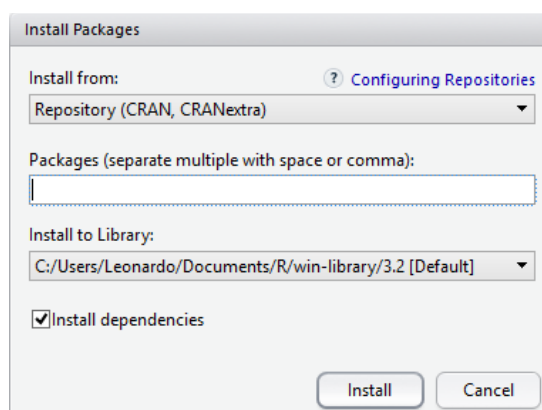 Install Packages
Install from:
? Configuring Repositories
Repository (CRAN, CRANextra)
Packages (separate multiple with space or comma):
Install to Library:
C:/Users/Leonardo/Documents/R/win-library/3.2 [Default]
Install dependencies
Install Cancel